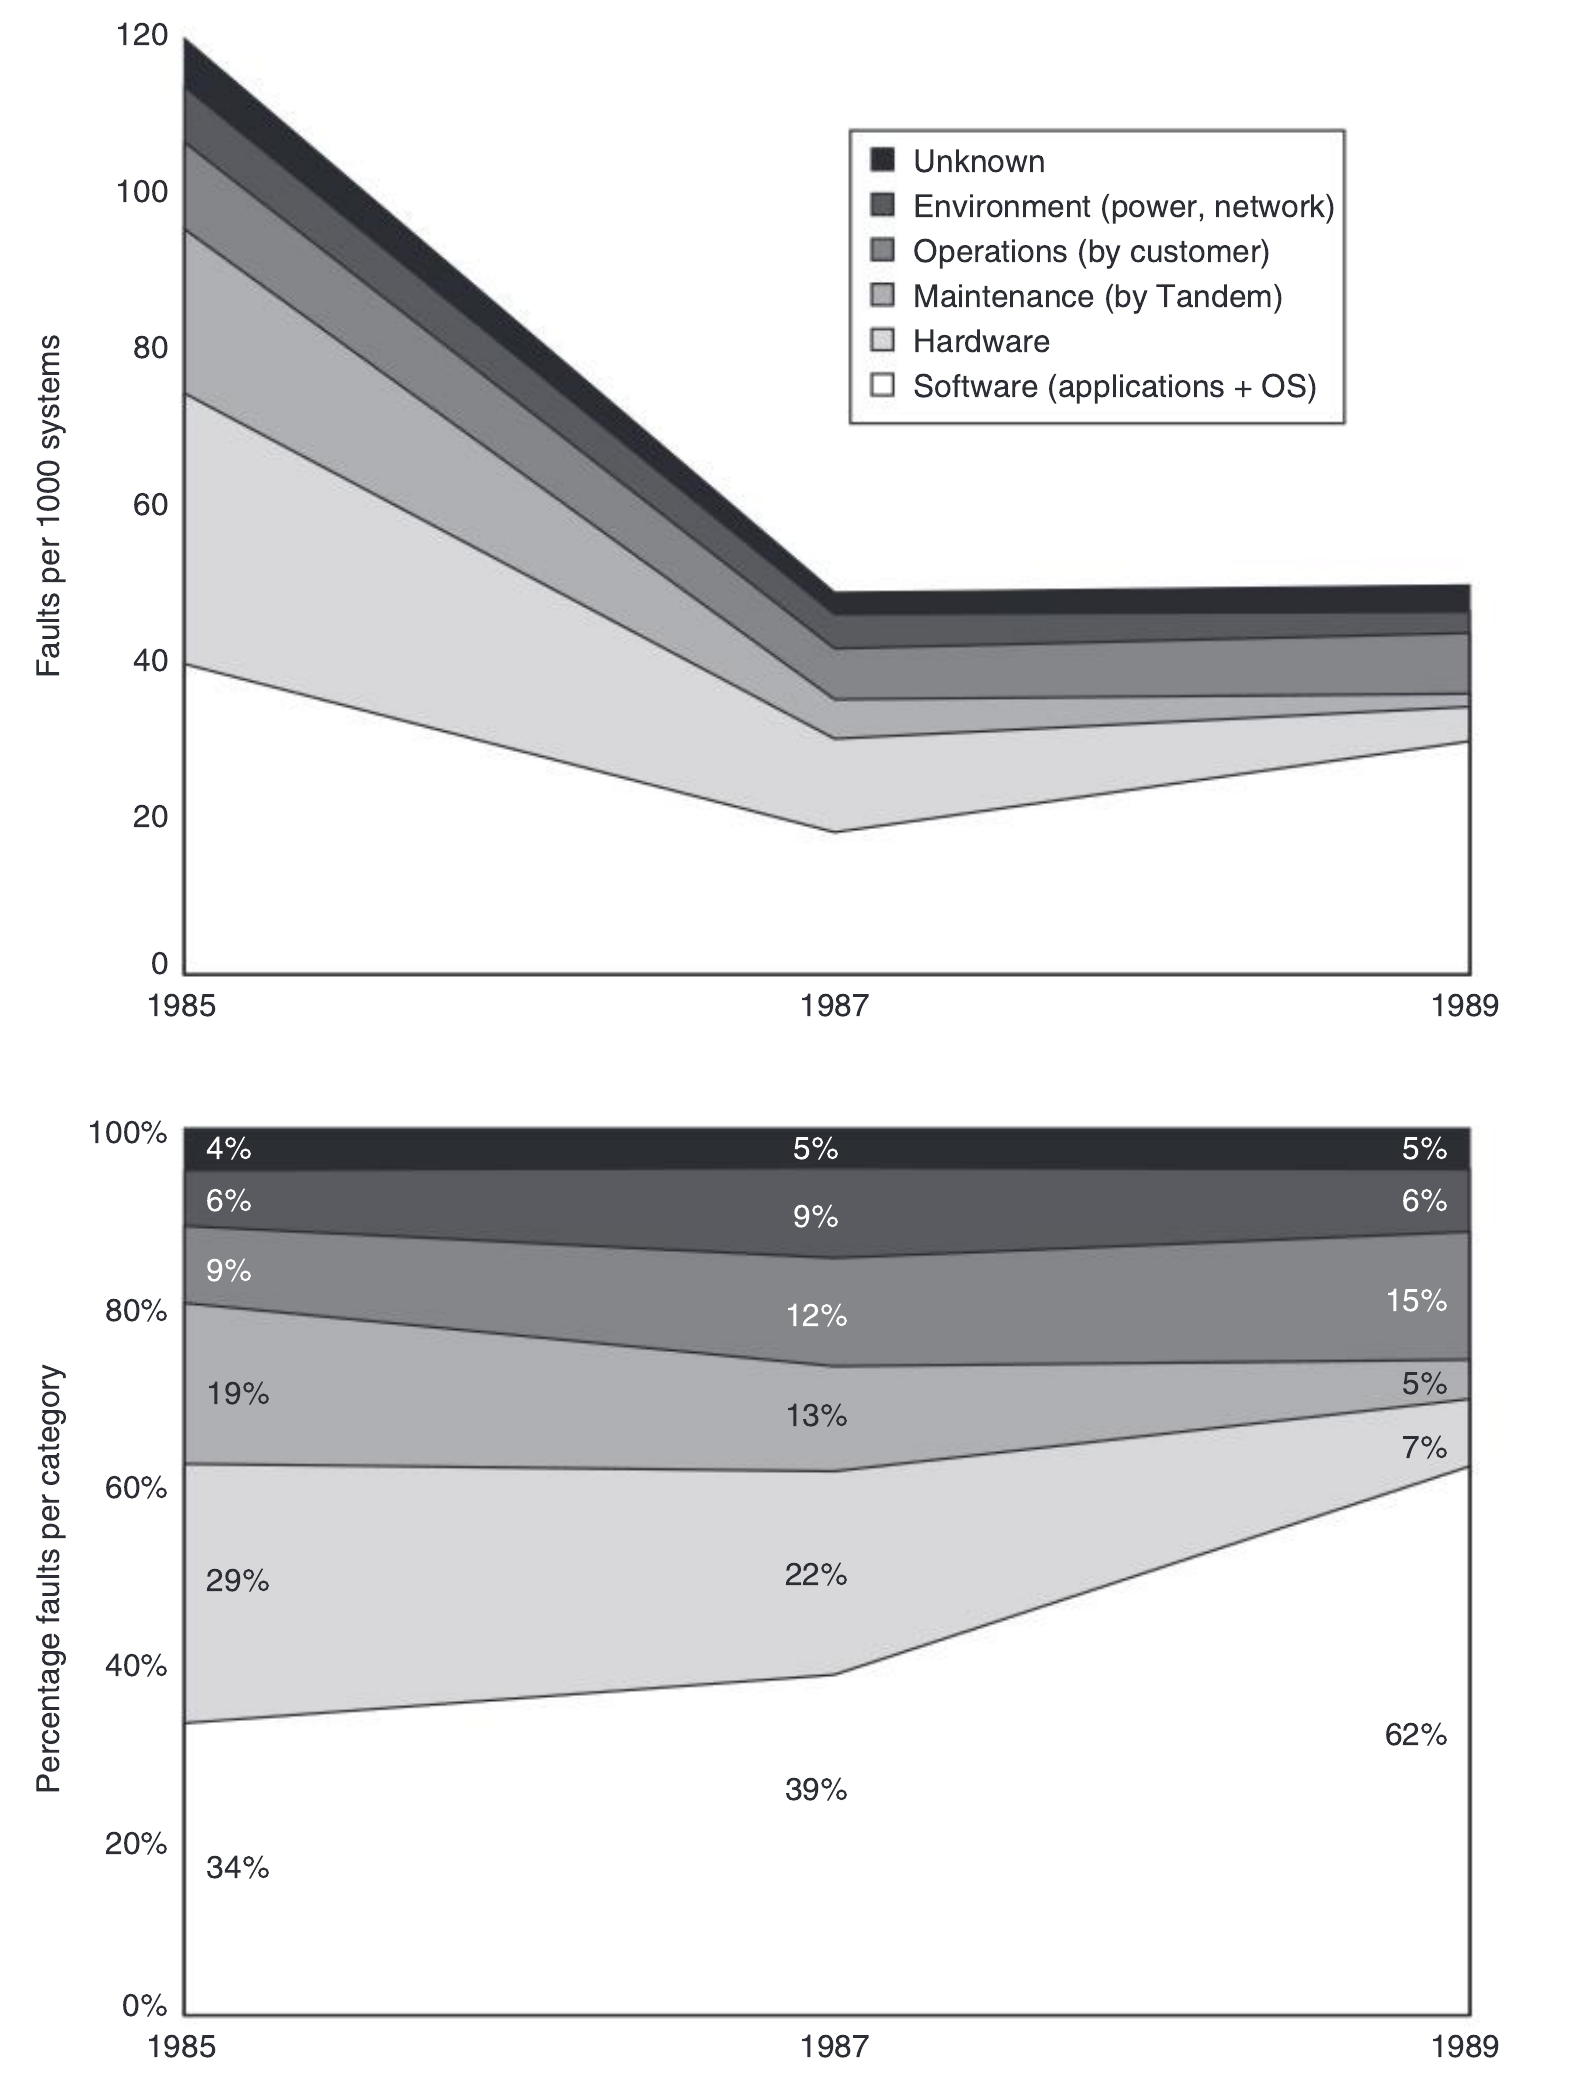 120
100
80
60
40
20
0
Faults per 1000 systems
Unknown
Environment (power, network)
Operations (by customer)
Maintenance (by Tandem)
Hardware
Software (applications + OS)
1985 1987 1989
100%
80%
60%
40%
20%
0%
Percentage faults per category
4% 5% 5%
6% 9% 6%
9% 12% 15%
19% 13% 5%
29% 22% 7%
34% 39% 62%
1985 1987 1989